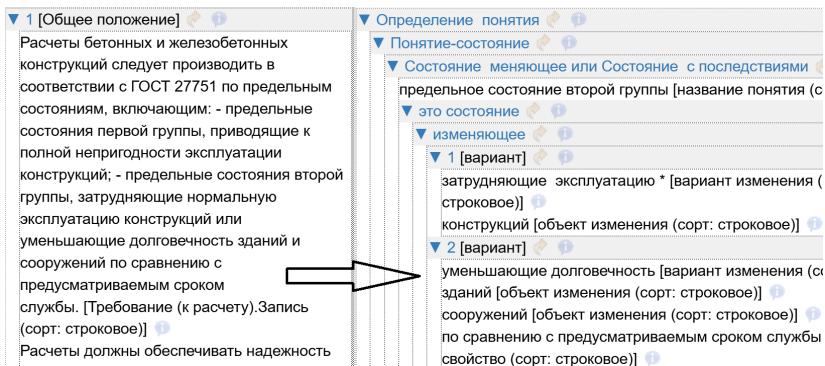 1 [Общее положение]
Расчеты бетонных и железобетонных
конструкций следует производить в
соответствии с ГОСТ 27751 по предельным
состояниям, включающим: - предельные
состояния первой группы, приводящие к
полной непригодности эксплуатации
конструкций; - предельные состояния второй
группы, затрудняющие нормальную
эксплуатацию конструкций или
уменьшающие долговечность зданий и
сооружений по сравнению с
предусматриваемым сроком
службы. [Требование (к расчету).Запись
(сорт: строковое)]
Расчеты должны обеспечивать надежность
Определение понятия
Понятие-состояние
Состояние меняющее или Состояние с последствиями
предельное состояние второй группы [название понятия (со
это состояние
изменяющее
1 [вариант]
затрудняющие эксплуатацию * [вариант изменения (
строковое)]
конструкций [объект изменения (сорт: строковое)]
2 [вариант]
уменьшающие долговечность [вариант изменения (со
зданий [объект изменения (сорт: строковое)]
сооружений [объект изменения (сорт: строковое)]
по сравнению с предусматриваемым сроком службы
свойство (сорт: строковое)]